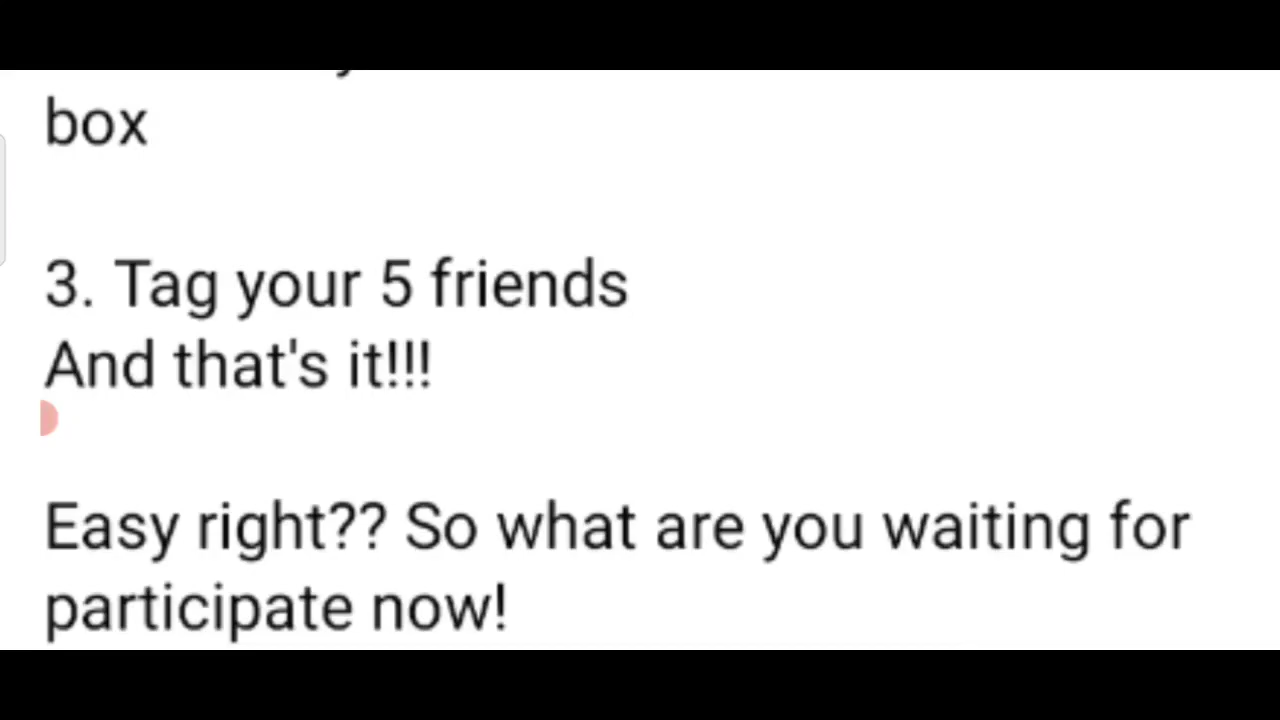 box
3. Tag your 5 friends
And that's it!!!
Easy right?? So what are you waiting for
participate now!